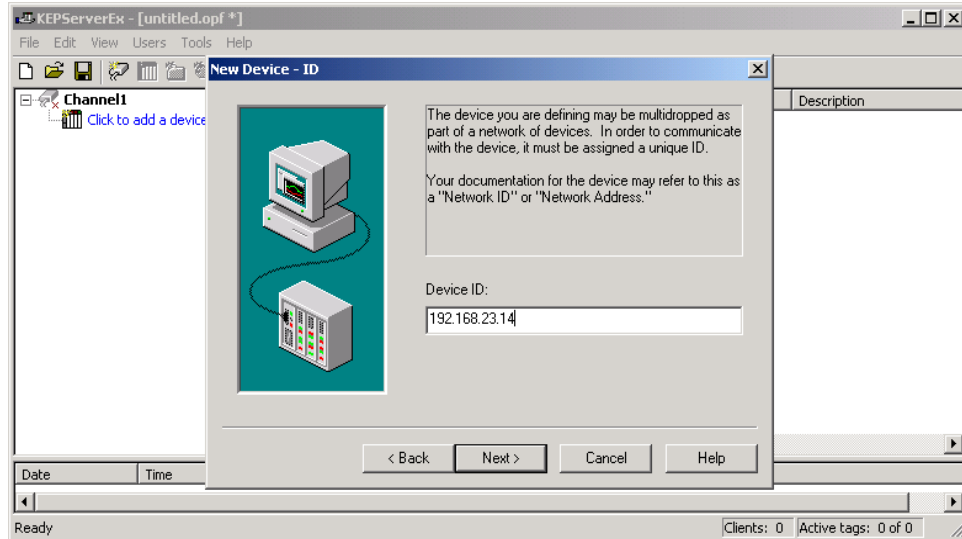 KEPServerEx - [untitled.opf *]
File Edit View Users Tools Help
New Device - ID
Channel1
Click to add a device
Description
The device you are defining may be multidropped as
part of a network of devices. In order to communicate
with the device, it must be assigned a unique ID.
Your documentation for the device may refer to this as
a "Network ID" or "Network Address."
Device ID:
192.168.23.14
< Back Next > Cancel Help
Date Time
Ready Clients: 0 Active tags: 0 of 0